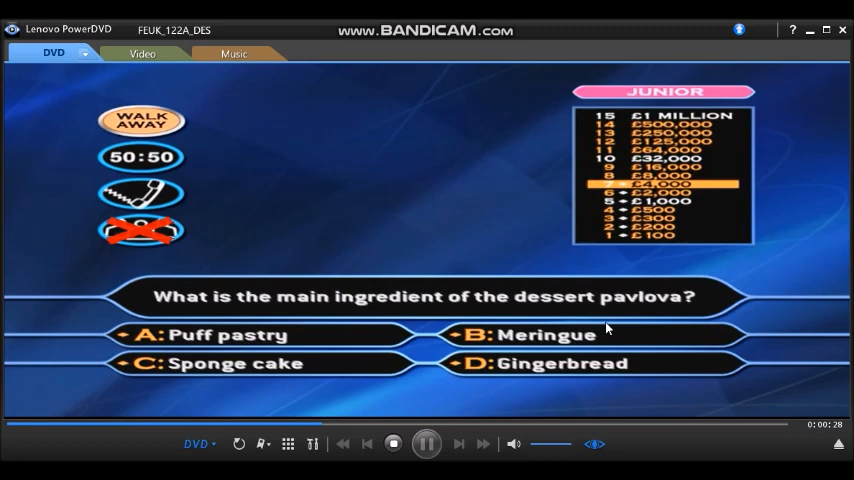 Lenovo PowerDVD FEUK_122A_DES www.BANDICAM.com
DVD Video Music
JUNIOR
WALK AWAY
50:50
15 £1 MILLION
14 £500,000
13 £250,000
12 £125,000
11 £64,000
10 £32,000
9 £16,000
8 £8,000
7 £4,000
6 £2,000
5 £1,000
4 £500
3 £300
2 £200
1 £100
What is the main ingredient of the dessert pavlova?
A: Puff pastry
B: Meringue
C: Sponge cake
D: Gingerbread
0:00:28
DVD